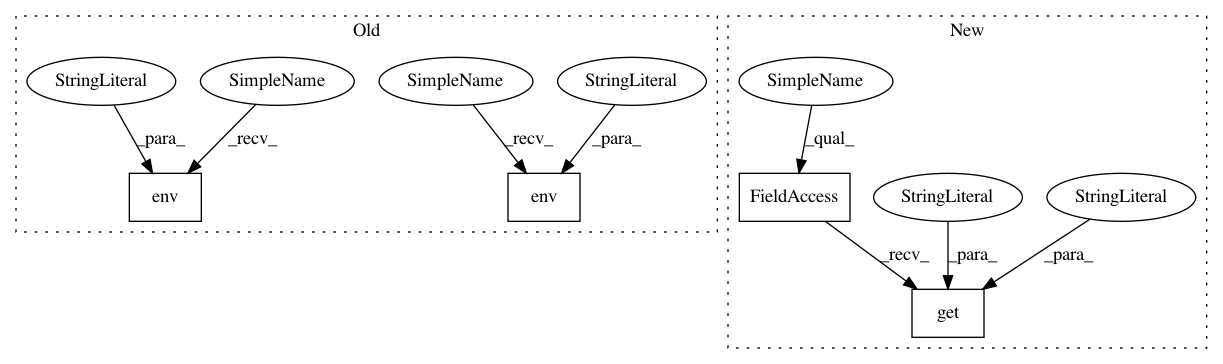 Old
New
StringLiteral
SimpleName
SimpleName
StringLiteral
SimpleName
_para_
_recv_
_recv_
_para_
_qual_
env
env
FieldAccess
StringLiteral
StringLiteral
_recv_
_para_
_para_
get